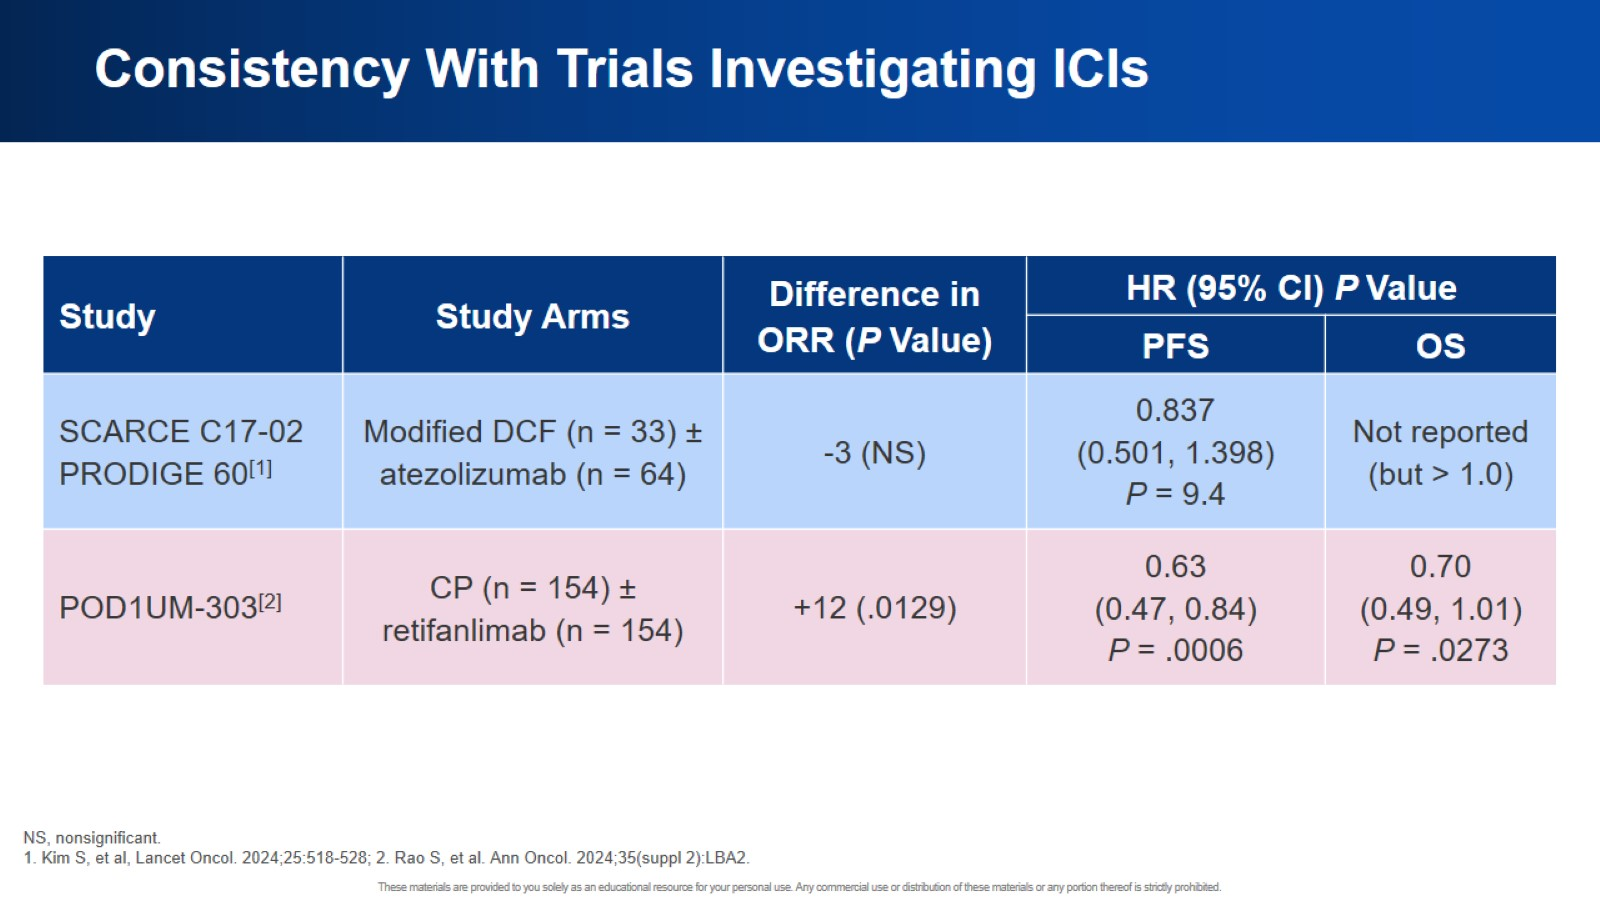 Consistency With Trials Investigating ICIs
Study
Study Arms
Difference in
ORR (P Value)
HR (95% CI) P Value
PFS
OS
SCARCE C17-02
PRODIGE 60[1]
Modified DCF (n = 33) ±
atezolizumab (n = 64)
-3 (NS)
0.837
(0.501, 1.398)
P = 9.4
Not reported
(but > 1.0)
POD1UM-303[2]
CP (n = 154) ±
retifanlimab (n = 154)
+12 (.0129)
0.63
(0.47, 0.84)
P = .0006
0.70
(0.49, 1.01)
P = .0273
NS, nonsignificant.
1. Kim S, et al, Lancet Oncol. 2024;25:518-528; 2. Rao S, et al. Ann Oncol. 2024;35(suppl 2):LBA2.
These materials are provided to you solely as an educational resource for your personal use. Any commercial use or distribution of these materials or any portion thereof is strictly prohibited.